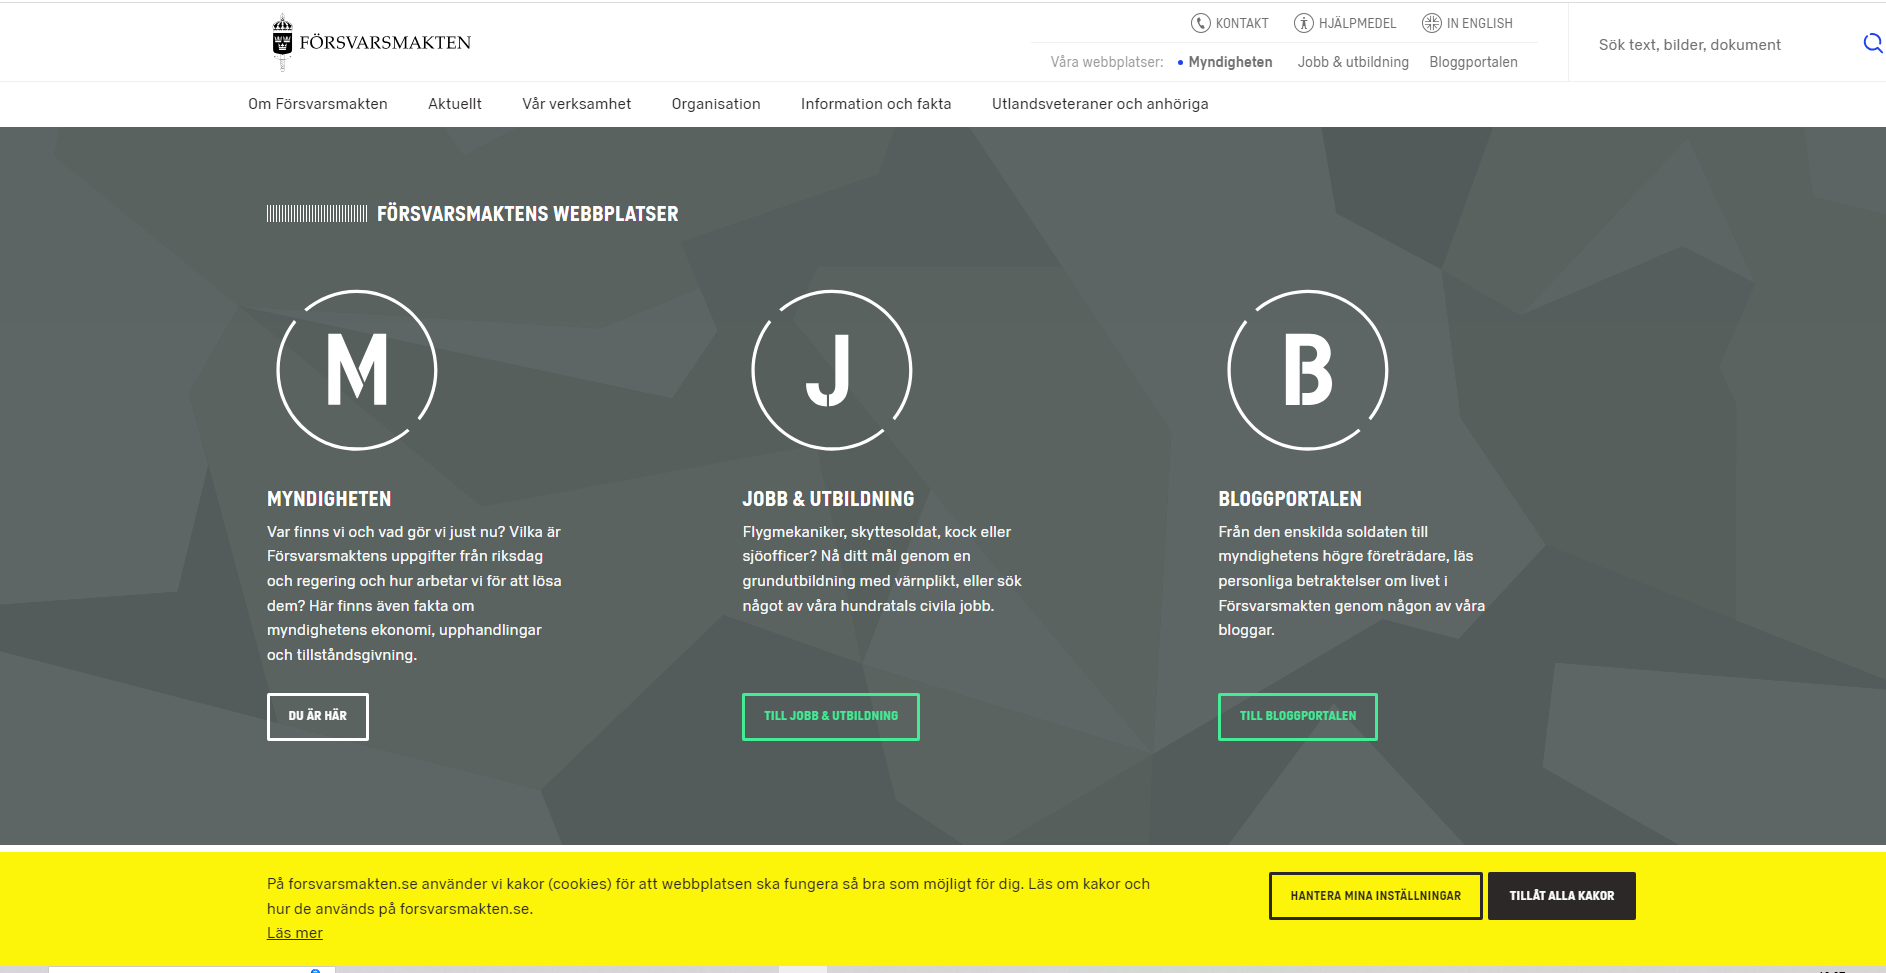 FÖRSVARSMAKTEN
KONTAKT
HJÄLPMEDEL
IN ENGLISH
Våra webbplatser:
Myndigheten
Jobb & utbildning
Bloggportalen
Sök text, bilder, dokument
Om Försvarsmakten
Aktuellt
Vår verksamhet
Organisation
Information och fakta
Utlandsveteraner och anhöriga
FÖRSVARSMAKTENS WEBBPLATSER
M
MYNDIGHETEN
Var finns vi och vad gör vi just nu? Vilka är
Försvarsmaktens uppgifter från riksdag
och regering och hur arbetar vi för att lösa
dem? Här finns även fakta om
myndighetens ekonomi, upphandlingar
och tillståndsgivning.
DU ÄR HÄR
J
JOBB & UTBILDNING
Flygmekaniker, skyttesoldat, kock eller
sjöofficer? Nå ditt mål genom en
grundutbildning med värnplikt, eller sök
något av våra hundratals civila jobb.
TILL JOBB & UTBILDNING
B
BLOGGPORTALEN
Från den enskilda soldaten till
myndighetens högre företrädare, läs
personliga betraktelser om livet i
Försvarsmakten genom någon av våra
bloggar.
TILL BLOGGPORTALEN
På forsvarsmakten.se använder vi kakor (cookies) för att webbplatsen ska fungera så bra som möjligt för dig. Läs om kakor och
hur de används på forsvarsmakten.se.
Läs mer
HANTERA MINA INSTÄLLNINGAR
TILLÅT ALLA KAKOR